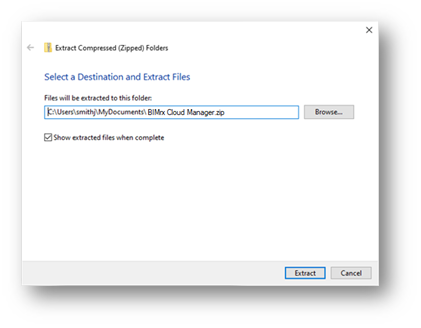 Extract Compressed (Zipped) Folders
Select a Destination and Extract Files
Files will be extracted to this folder:
C:\Users\smithj\MyDocuments\BIMrx Cloud Manager.zip
Browse...
Show extracted files when complete
Extract
Cancel